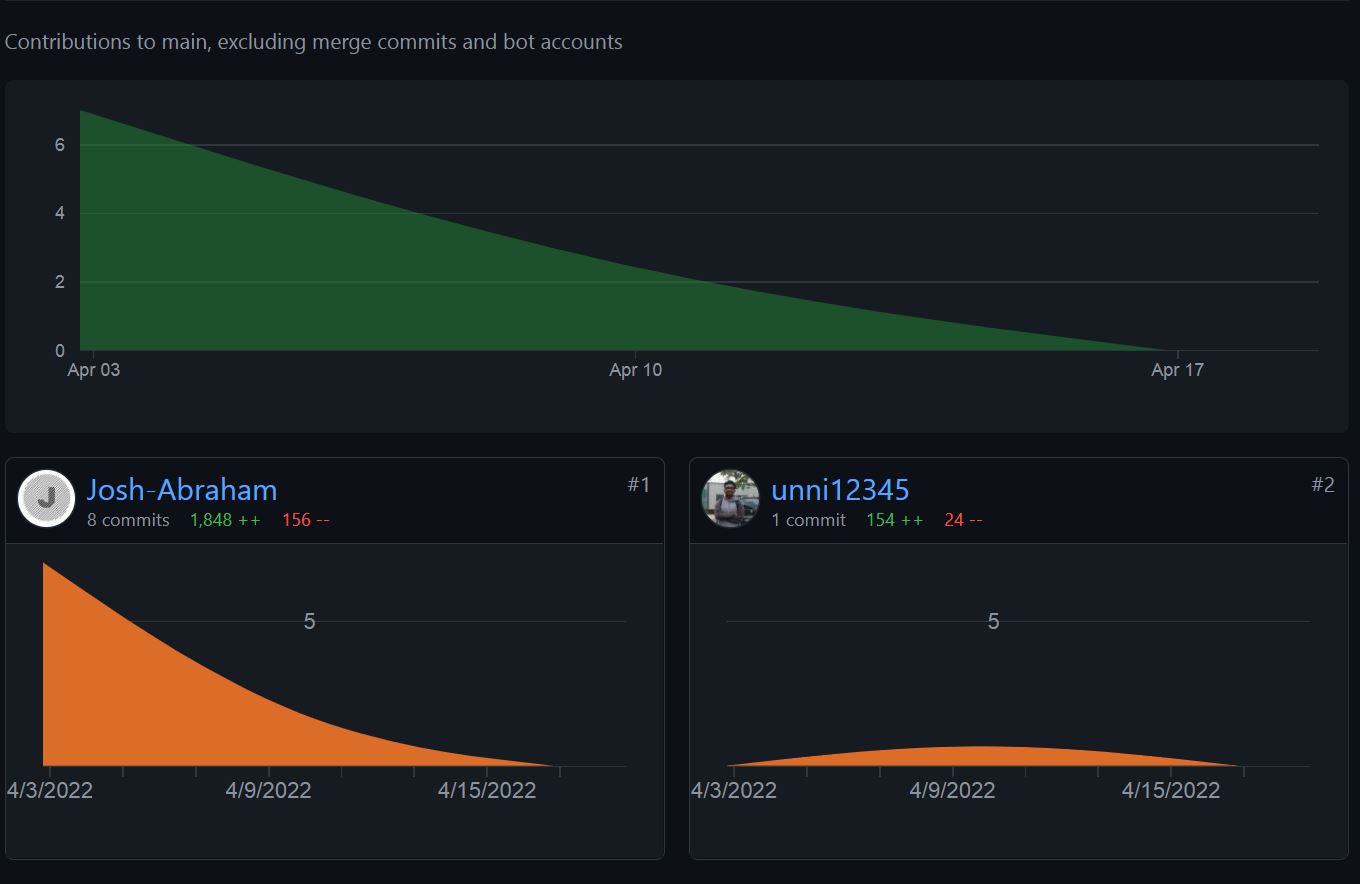 Contributions to main, excluding merge commits and bot accounts
6
4
2
0
Apr 03 Apr 10 Apr 17
J
Josh-Abraham #1
8 commits 1,848 ++ 156 --
5
4/3/2022 4/9/2022 4/15/2022
unni12345 #2
1 commit 154 ++ 24 --
5
4/3/2022 4/9/2022 4/15/2022